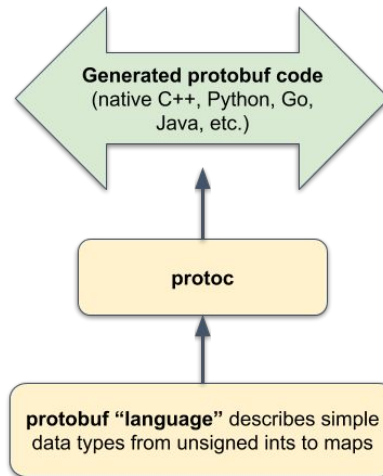 Generated protobuf code
(native C++, Python, Go,
Java, etc.)
protoc
protobuf “language” describes simple
data types from unsigned ints to maps